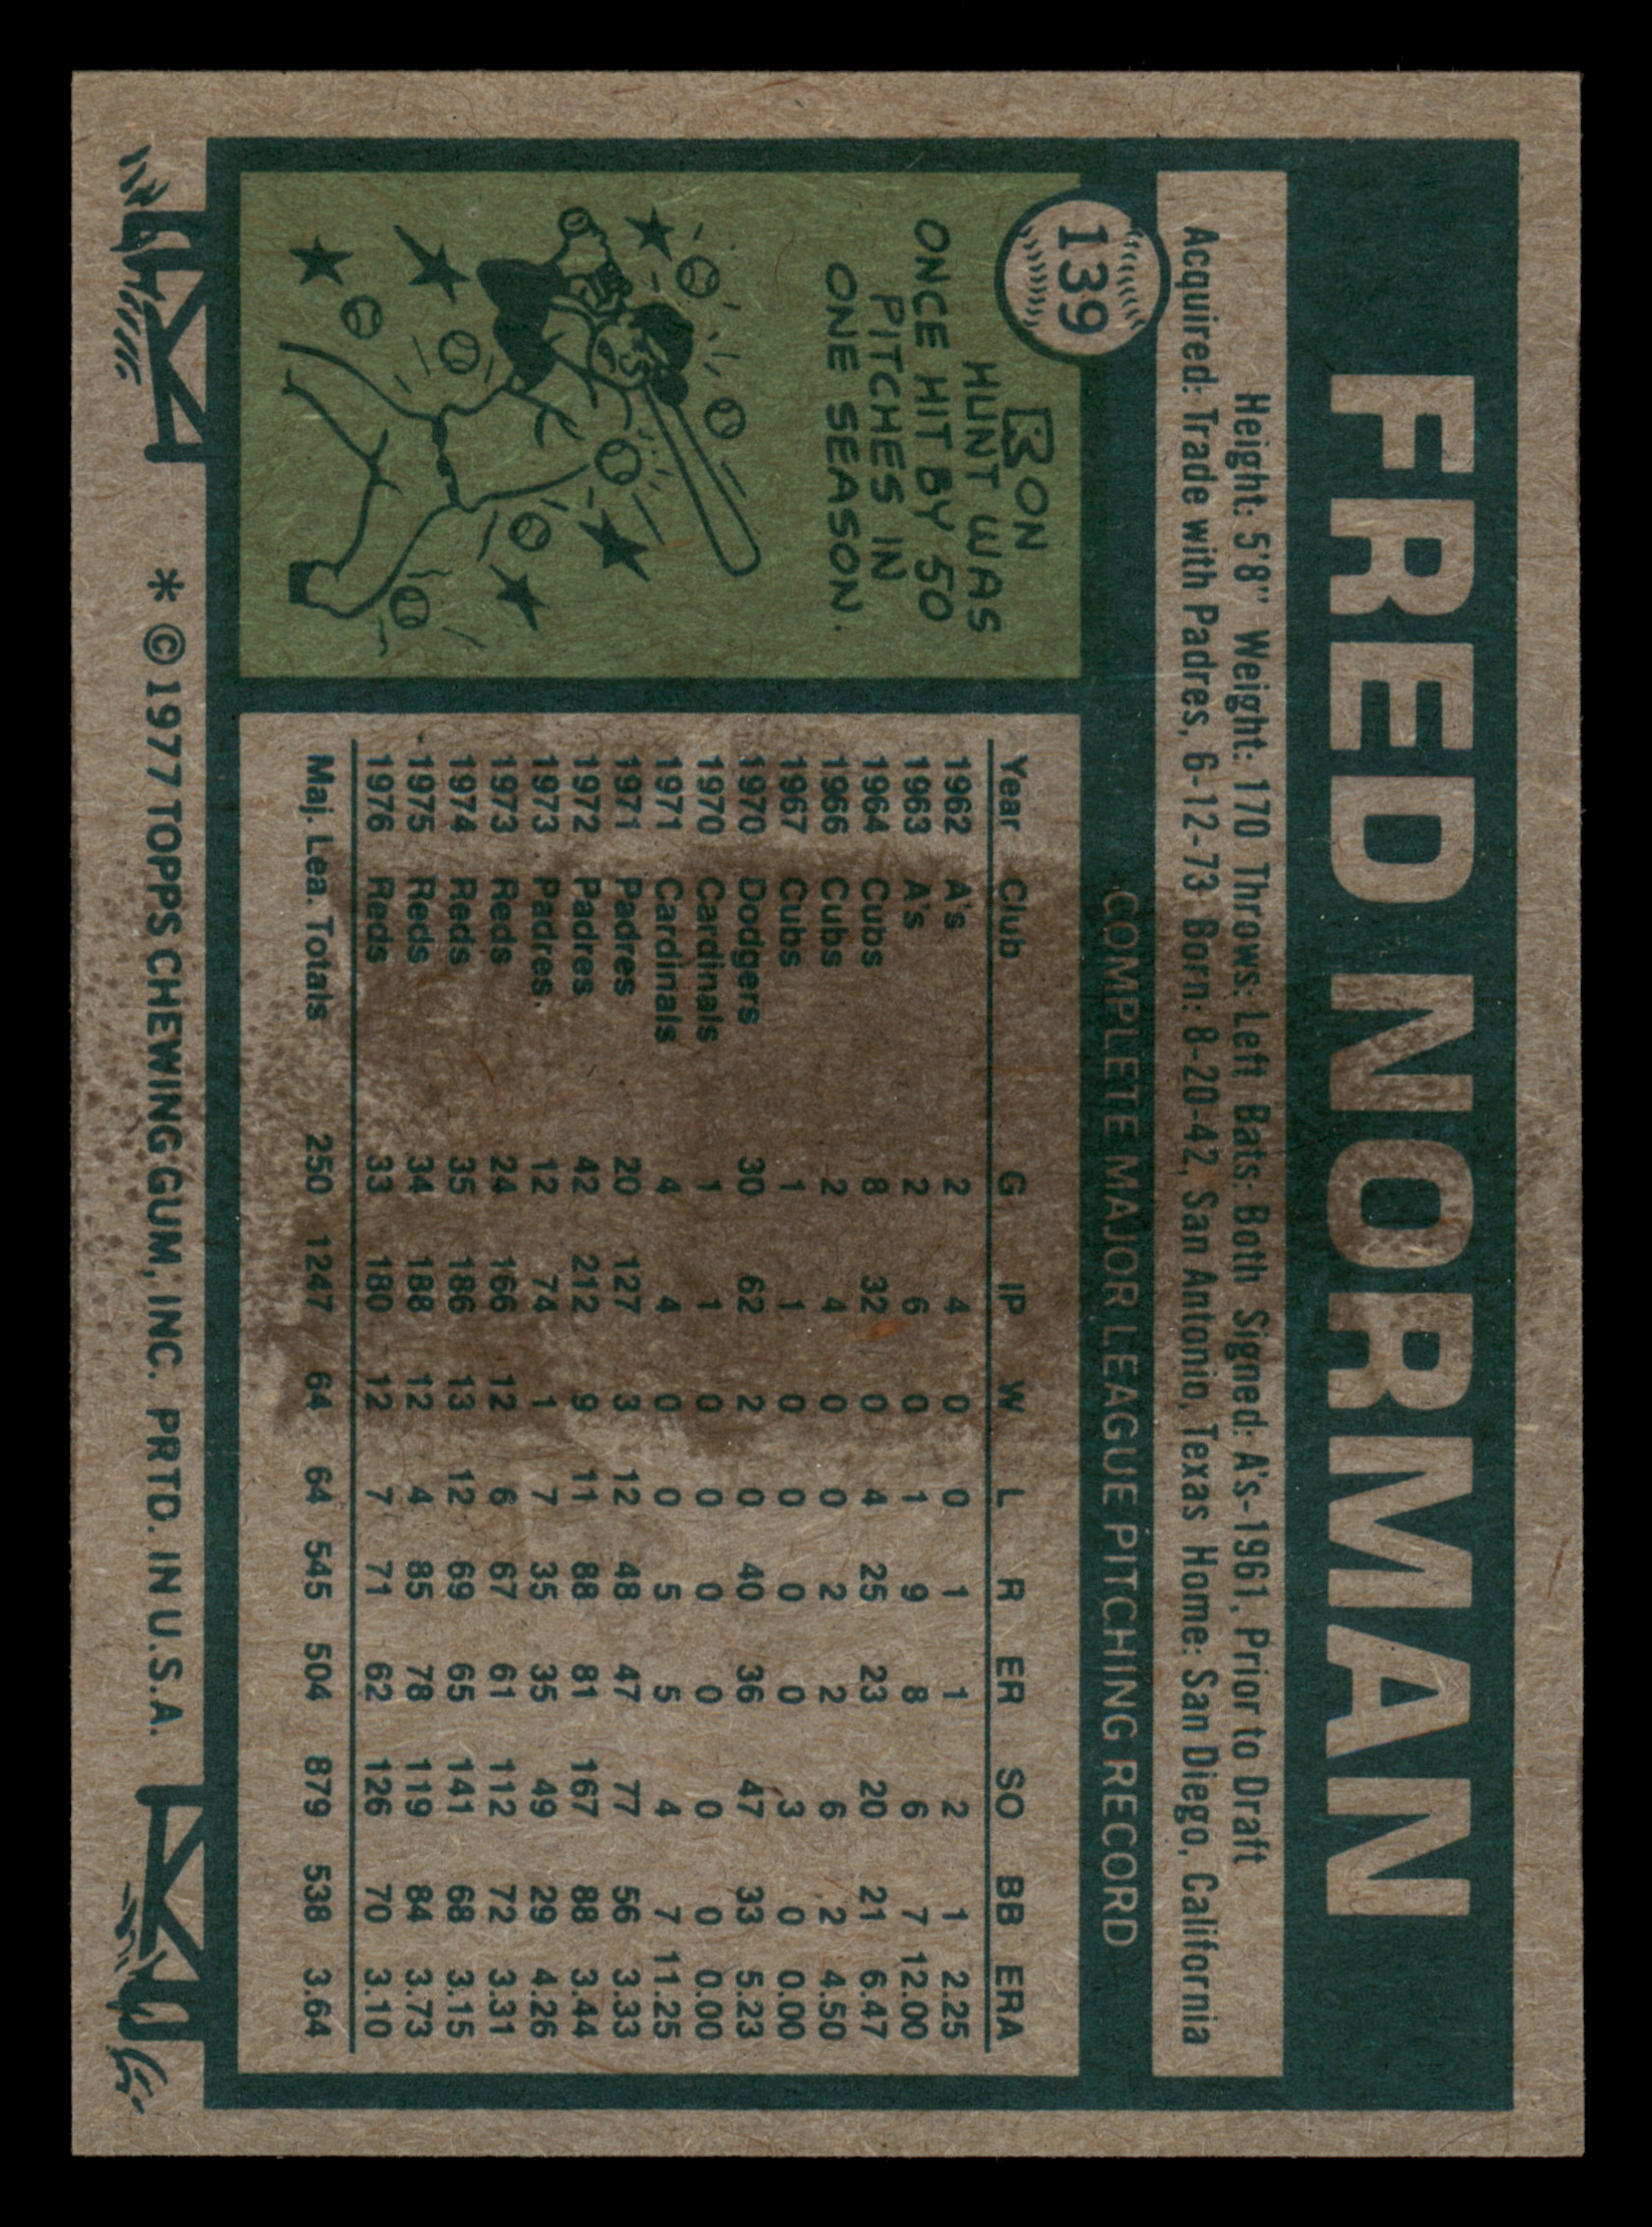 FRED NORMAN
Height: 5'8" Weight: 170 Throws: Left Bats: Both Signed: A's-1961, Prior to Draft
Acquired: Trade with Padres, 6-12-73 Born: 8-20-42, San Antonio, Texas Home: San Diego, California
139
COMPLETE MAJOR LEAGUE PITCHING RECORD
RON
HUNT WAS
ONCE HIT BY 50
PITCHES IN
ONE SEASON.
Year Club G IP W L R ER SO BB ERA
1962 A's 2 4 0 0 1 1 2 1 2.25
1963 A's 2 6 0 1 9 8 6 7 12.00
1964 Cubs 8 32 0 4 25 23 20 21 6.47
1966 Cubs 2 4 0 0 2 2 6 2 4.50
1967 Cubs 1 1 0 0 0 0 3 0 0.00
1970 Dodgers 30 62 2 0 40 36 47 33 5.23
1970 Cardinals 1 1 0 0 0 0 0 0 0.00
1971 Cardinals 4 4 0 0 5 5 4 7 11.25
1971 Padres 20 127 3 12 48 47 77 56 3.33
1972 Padres 42 212 9 11 88 81 167 88 3.44
1973 Padres 12 74 1 7 35 35 49 29 4.26
1973 Reds 24 166 12 6 67 61 112 72 3.31
1974 Reds 35 186 13 12 69 65 141 68 3.15
1975 Reds 34 188 12 4 85 78 119 84 3.73
1976 Reds 33 180 12 7 71 62 126 70 3.10
Maj. Lea. Totals 250 1247 64 64 545 504 879 538 3.64
* © 1977 TOPPS CHEWING GUM, INC. PRTD. IN U.S.A.